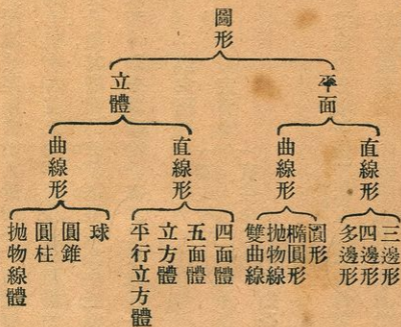 圖形
平面
立體
直線形
曲線形
直線形
曲線形
三邊形
四邊形
多邊形
圓形
橢圓形
拋物線
雙曲線
四面體
五面體
立方體
平行立方體
球
圓錐
圓柱
拋物線體